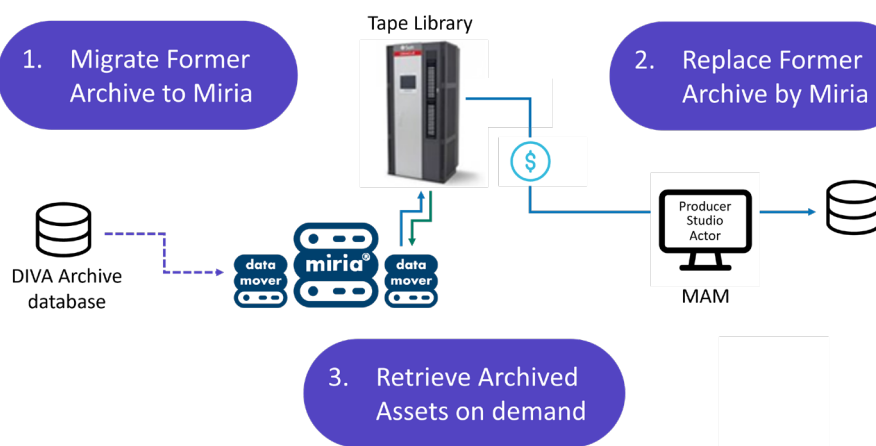 Tape Library
1. Migrate Former
Archive to Miria
2. Replace Former
Archive by Miria
$
Producer
Studio
Actor
MAM
DIVA Archive
database
data
mover
miria®
data
mover
3. Retrieve Archived
Assets on demand